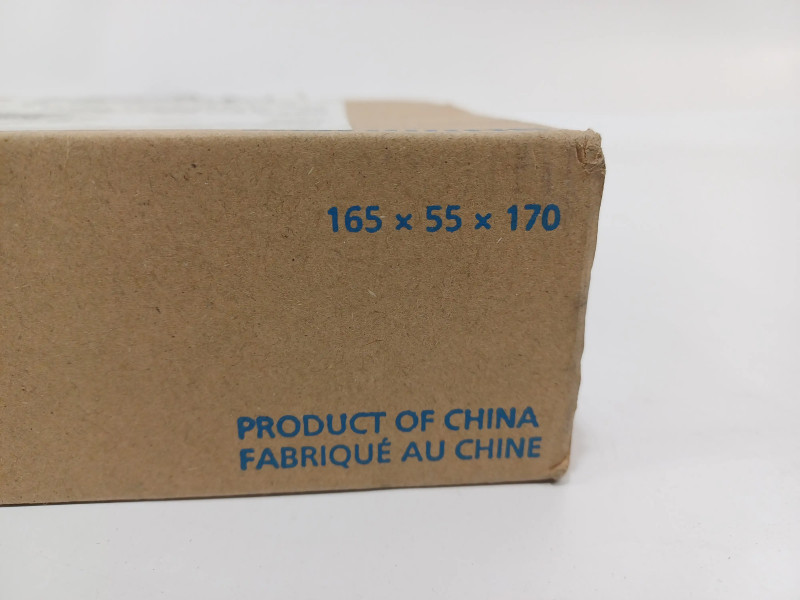 165 × 55 × 170
PRODUCT OF CHINA
FABRIQUÉ AU CHINE